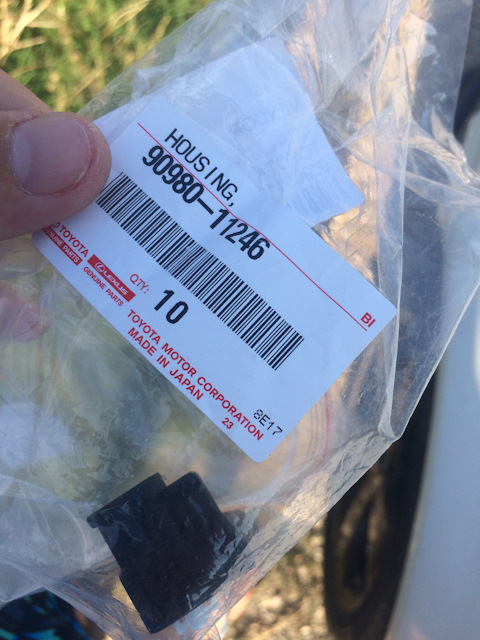 HOUSING,
90980-11246
BI
TOYOTA
GENUINE PARTS
LEXUS
GENUINE PARTS
QTY:
10
TOYOTA MOTOR CORPORATION
MADE IN JAPAN 23
8E17